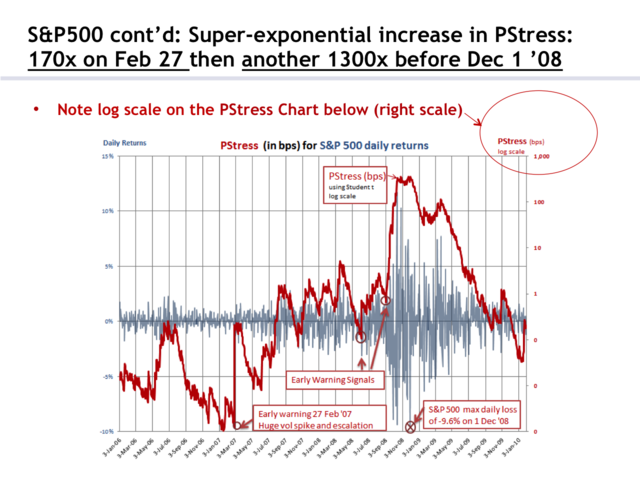 S&P500 cont’d: Super-exponential increase in PStress:
170x on Feb 27 then another 1300x before Dec 1 ’08
• Note log scale on the PStress Chart below (right scale)
Daily Returns
PStress (in bps) for S&P 500 daily returns
PStress (bps)
log scale
15%
10%
5%
0%
-5%
-10%
1,000
100
10
1
0
0
0
PStress (bps)
using Student t
log scale
Early Warning Signals
Early warning 27 Feb '07
Huge vol spike and escalation
S&P 500 max daily loss
of -9.6% on 1 Dec '08
3-Jan-06
3-Mar-06
3-May-06
3-Jul-06
3-Sep-06
3-Nov-06
3-Jan-07
3-Mar-07
3-May-07
3-Jul-07
3-Sep-07
3-Nov-07
3-Jan-08
3-Mar-08
3-May-08
3-Jul-08
3-Sep-08
3-Nov-08
3-Jan-09
3-Mar-09
3-May-09
3-Jul-09
3-Sep-09
3-Nov-09
3-Jan-10